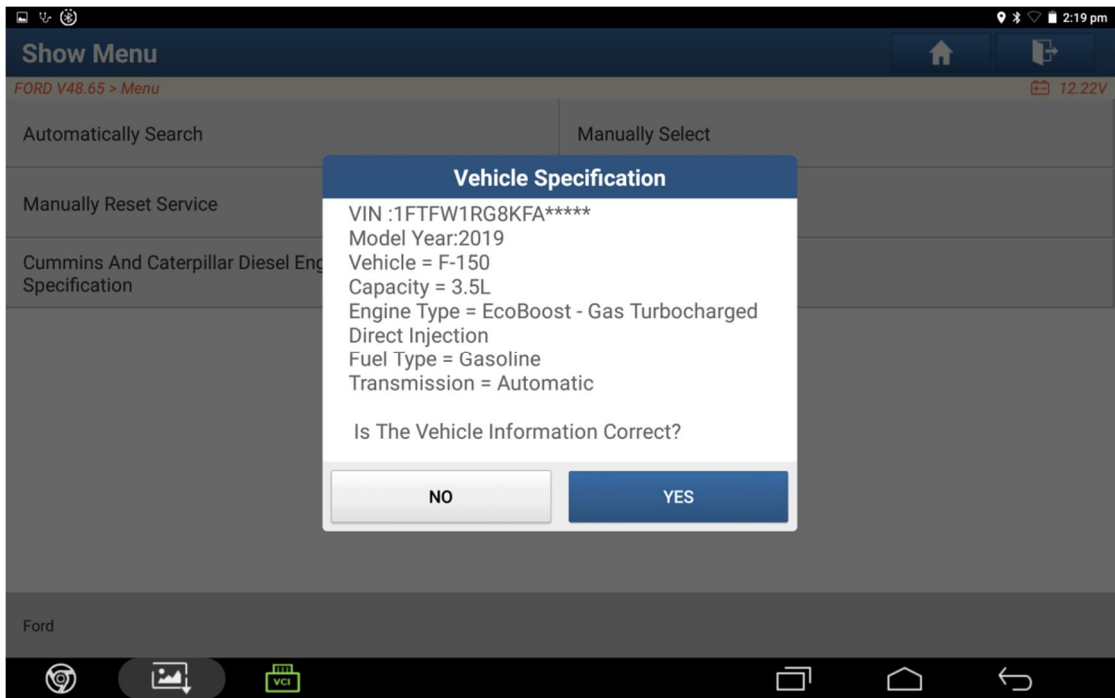 2:19 pm
Show Menu
FORD V48.65 > Menu
12.22V
Automatically Search
Manually Select
Manually Reset Service
Cummins And Caterpillar Diesel Eng
Specification
Vehicle Specification
VIN :1FTFW1RG8KFA*****
Model Year:2019
Vehicle = F-150
Capacity = 3.5L
Engine Type = EcoBoost - Gas Turbocharged
Direct Injection
Fuel Type = Gasoline
Transmission = Automatic
Is The Vehicle Information Correct?
NO
YES
Ford
VCI